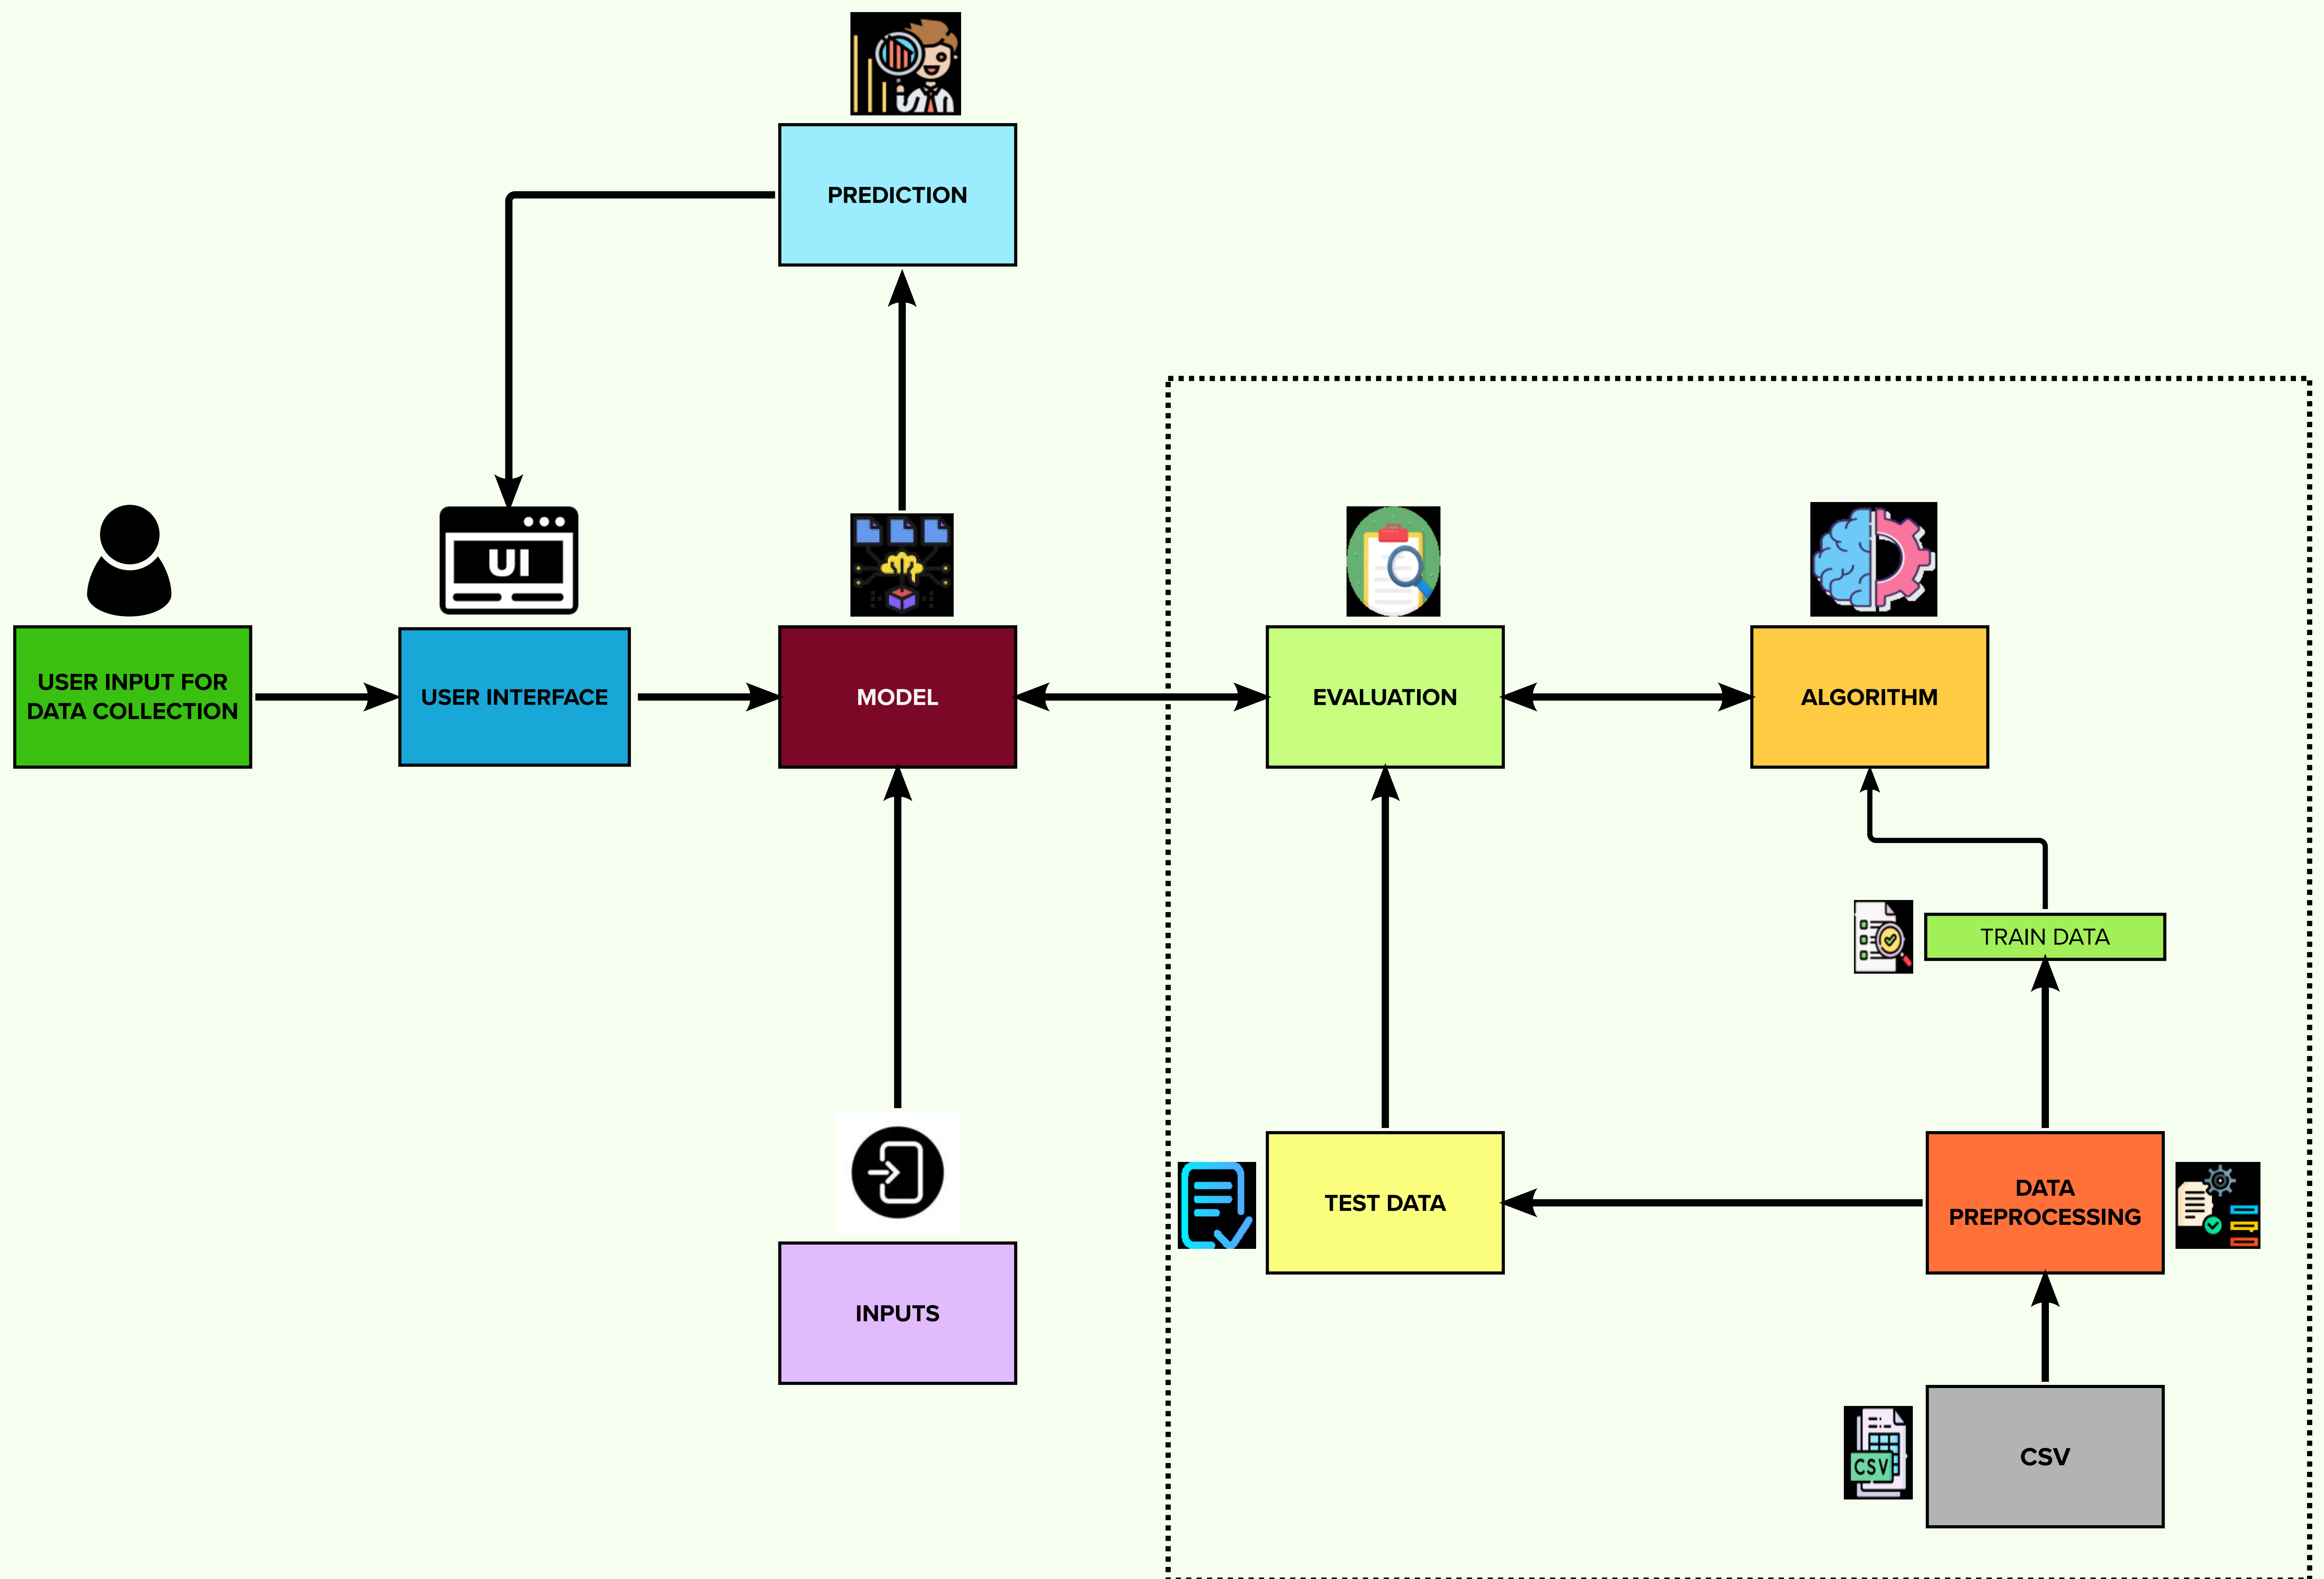 PREDICTION
UI
USER INPUT FOR
DATA COLLECTION
USER INTERFACE
MODEL
EVALUATION
ALGORITHM
TRAIN DATA
TEST DATA
DATA
PREPROCESSING
INPUTS
CSV
CSV